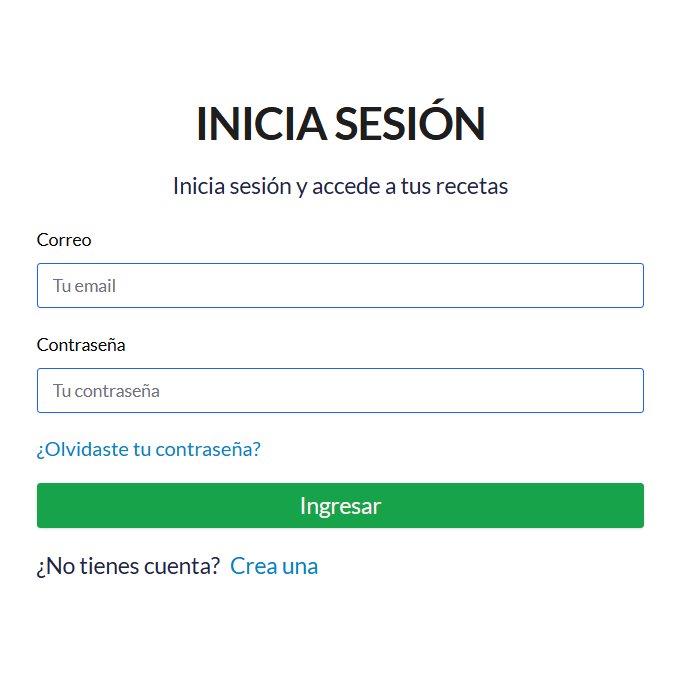 INICIA SESIÓN
Inicia sesión y accede a tus recetas
Correo
Tu email
Contraseña
Tu contraseña
¿Olvidaste tu contraseña?
Ingresar
¿No tienes cuenta? Crea una